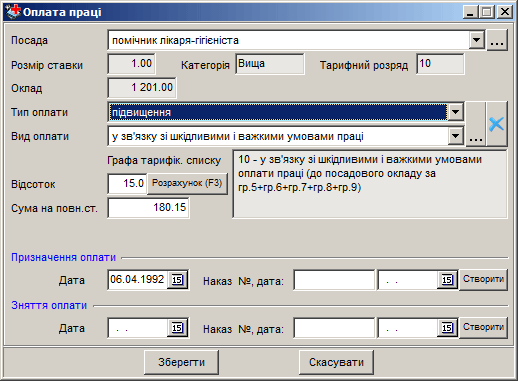 Оплата праці
Посада помічник лікаря-гігієніста ...
Розмір ставки 1.00 Категорія Вища Тарифний розряд 10
Оклад 1 201.00
Тип оплати підвищення
Вид оплати у зв'язку зі шкідливими і важкими умовами праці ...
Графа тарифік. списку
10 - у зв'язку зі шкідливими і важкими умовами
оплати праці (до посадового окладу за
гр.5+гр.6+гр.7+гр.8+гр.9)
Відсоток 15.0 Розрахунок (F3)
Сума на повн.ст. 180.15
Призначення оплати
Дата 06.04.1992 15 Наказ №, дата: . . 15 Створити
Зняття оплати
Дата . . 15 Наказ №, дата: . . 15 Створити
Зберегти Скасувати